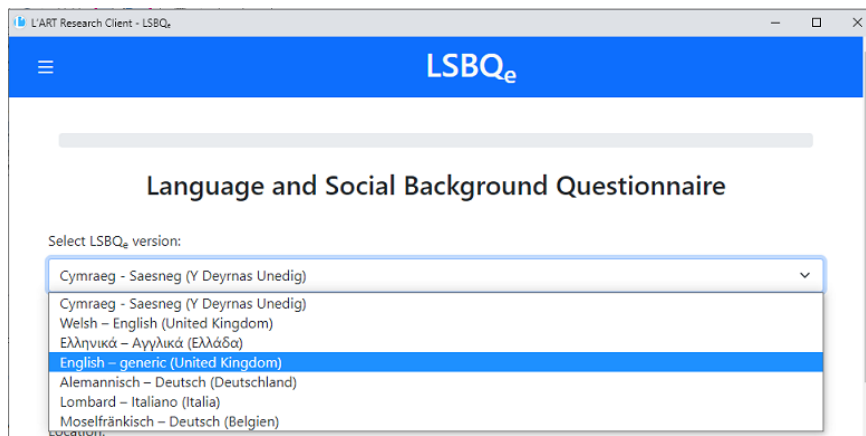 L'ART Research Client - LSBQₑ
LSBQₑ
Language and Social Background Questionnaire
Select LSBQₑ version:
Cymraeg - Saesneg (Y Deyrnas Unedig)
Cymraeg - Saesneg (Y Deyrnas Unedig)
Welsh – English (United Kingdom)
Ελληνικά – Αγγλικά (Ελλάδα)
English – generic (United Kingdom)
Alemannisch – Deutsch (Deutschland)
Lombard – Italiano (Italia)
Moselfränkisch – Deutsch (Belgien)
Location: